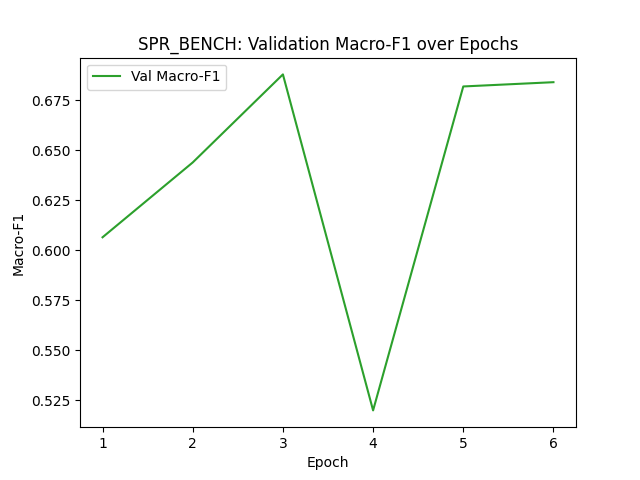 SPR_BENCH: Validation Macro-F1 over Epochs
Val Macro-F1
Macro-F1
0.675
0.650
0.625
0.600
0.575
0.550
0.525
1 2 3 4 5 6
Epoch